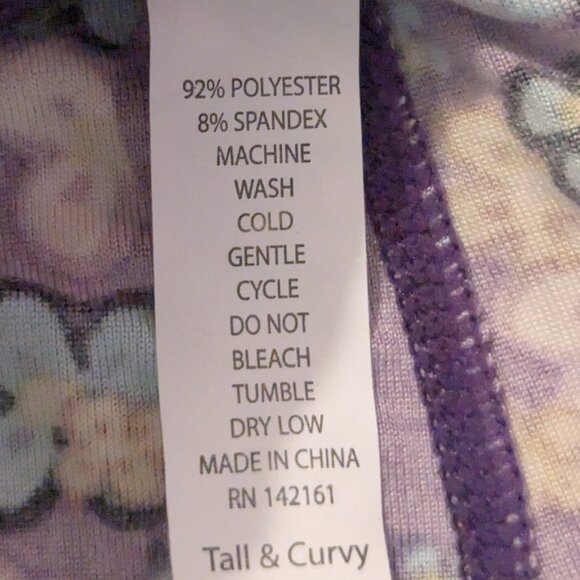 92% POLYESTER
8% SPANDEX
MACHINE
WASH
COLD
GENTLE
CYCLE
DO NOT
BLEACH
TUMBLE
DRY LOW
MADE IN CHINA
RN 142161
Tall & Curvy